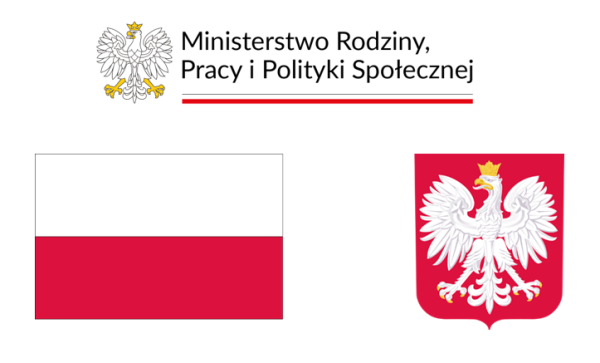 Ministerstwo Rodziny,
Pracy i Polityki Społecznej